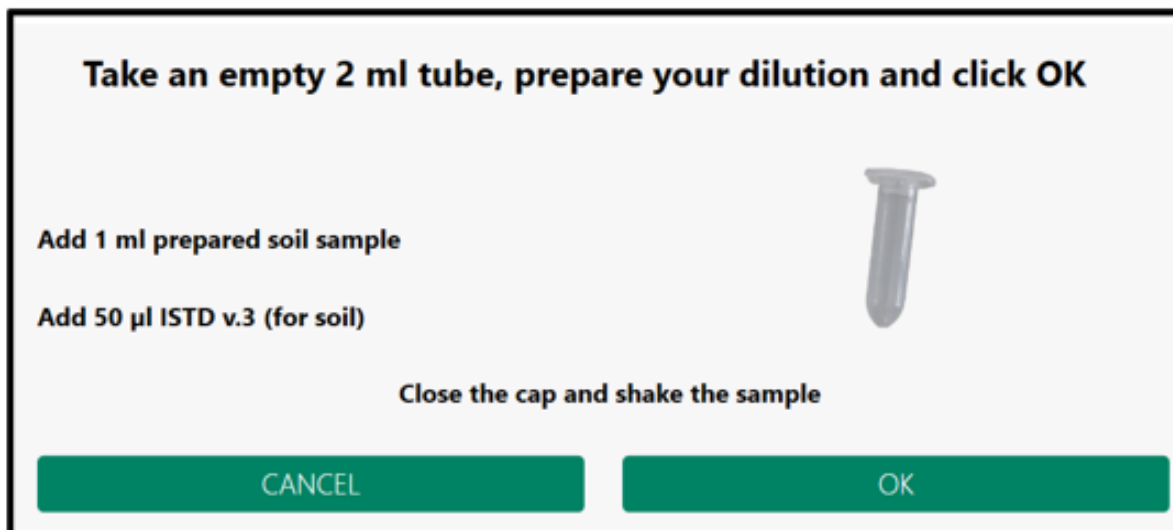 Take an empty 2 ml tube, prepare your dilution and click OK
Add 1 ml prepared soil sample
Add 50 µl ISTD v.3 (for soil)
Close the cap and shake the sample
CANCEL
OK